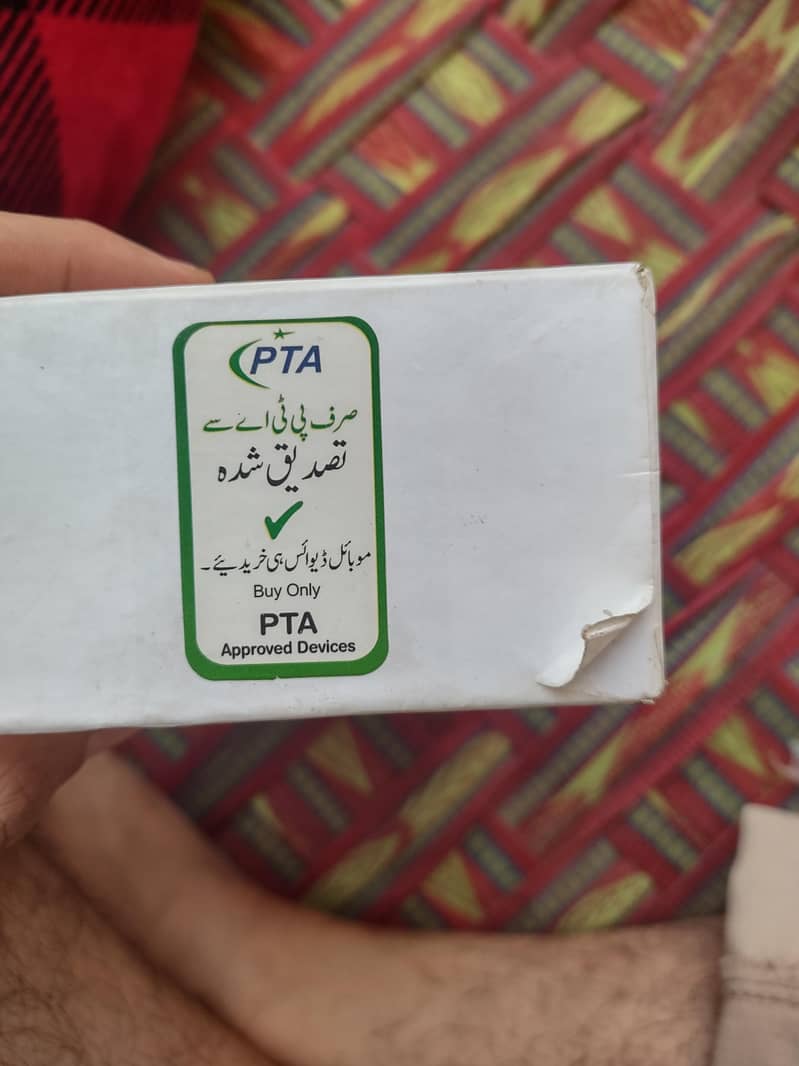 PTA
صرف پی ٹی اے سے
تصدیق شدہ
موبائل ڈیوائس ہی خریدیئے۔
Buy Only
PTA
Approved Devices